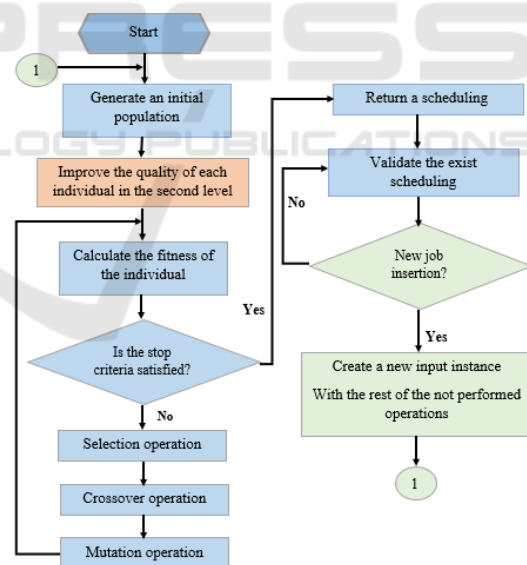 PRESS
LOGY PUBLICATIONS
Start
1
Generate an initial
population
Improve the quality of each
individual in the second level
Calculate the fitness of
the individual
Is the stop
criteria satisfied?
Yes
No
Selection operation
Crossover operation
Mutation operation
Return a scheduling
Validate the exist
scheduling
No
New job
insertion?
Yes
Create a new input instance
With the rest of the not performed
operations
1